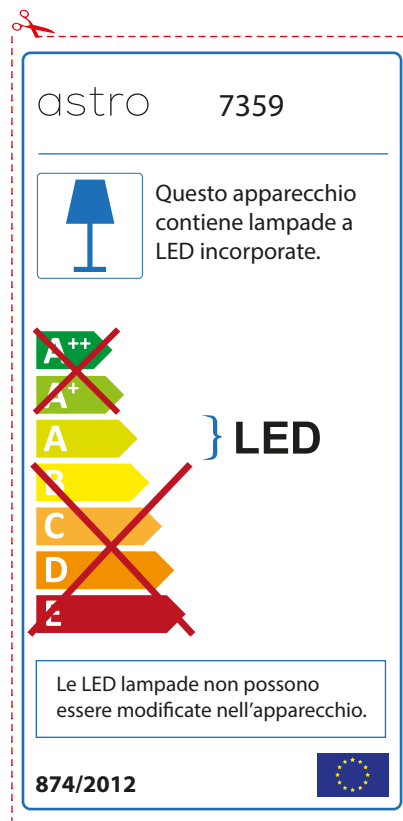 astro 7359
Questo apparecchio
contiene lampade a
LED incorporate.
A++
A+
A
LED
B
C
D
E
Le LED lampade non possono
essere modificate nell'apparecchio.
874/2012